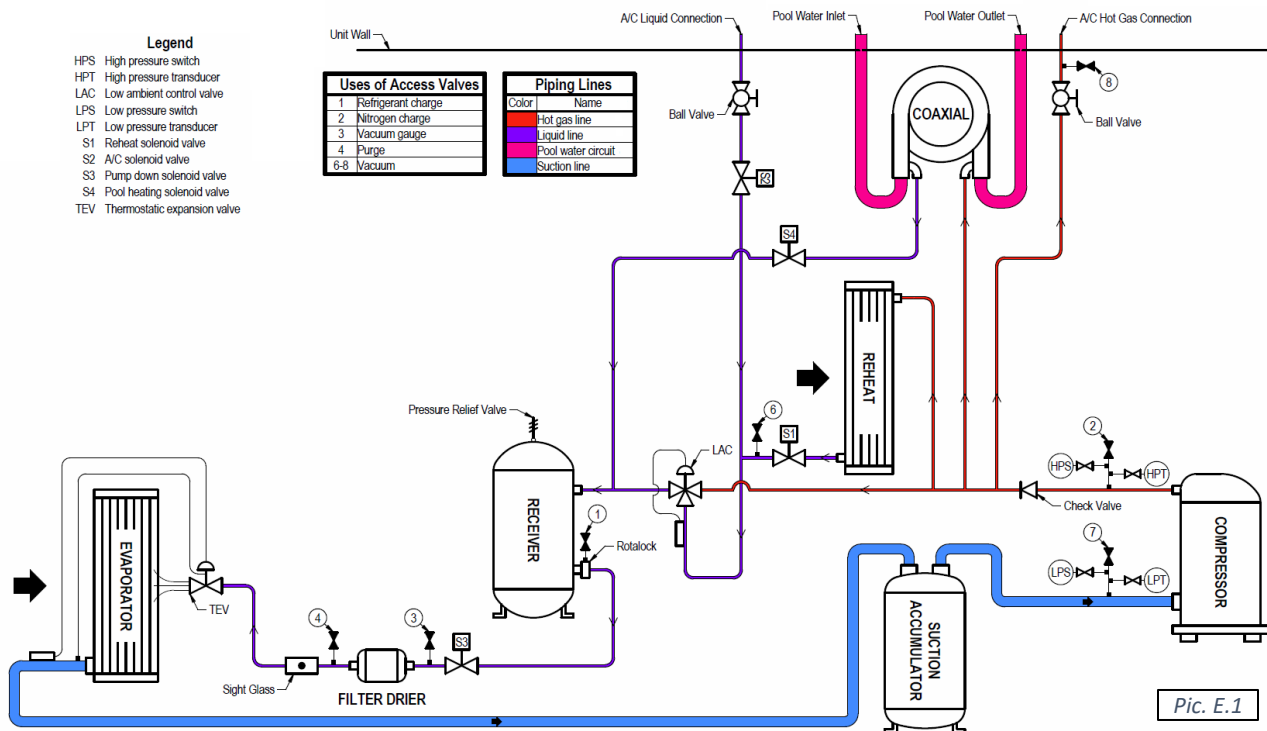 A/C Liquid Connection
Pool Water Inlet
Pool Water Outlet
A/C Hot Gas Connection
Unit Wall
Legend
HPS High pressure switch
HPT High pressure transducer
LAC Low ambient control valve
LPS Low pressure switch
LPT Low pressure transducer
S1 Reheat solenoid valve
S2 A/C solenoid valve
S3 Pump down solenoid valve
S4 Pool heating solenoid valve
TEV Thermostatic expansion valve
Uses of Access Valves
1 Refrigerant charge
2 Nitrogen charge
3 Vacuum gauge
4 Purge
6-8 Vacuum
Piping Lines
Color Name
Hot gas line
Liquid line
Pool water circuit
Suction line
Ball Valve
COAXIAL
8
Ball Valve
S4
REHEAT
Pressure Relief Valve
6
S1
LAC
2
HPS
HPT
Check Valve
COMPRESSOR
RECEIVER
1
Rotalock
7
LPS
LPT
EVAPORATOR
TEV
4
3
S3
Sight Glass
FILTER DRIER
SUCTION
ACCUMULATOR
Pic. E.1